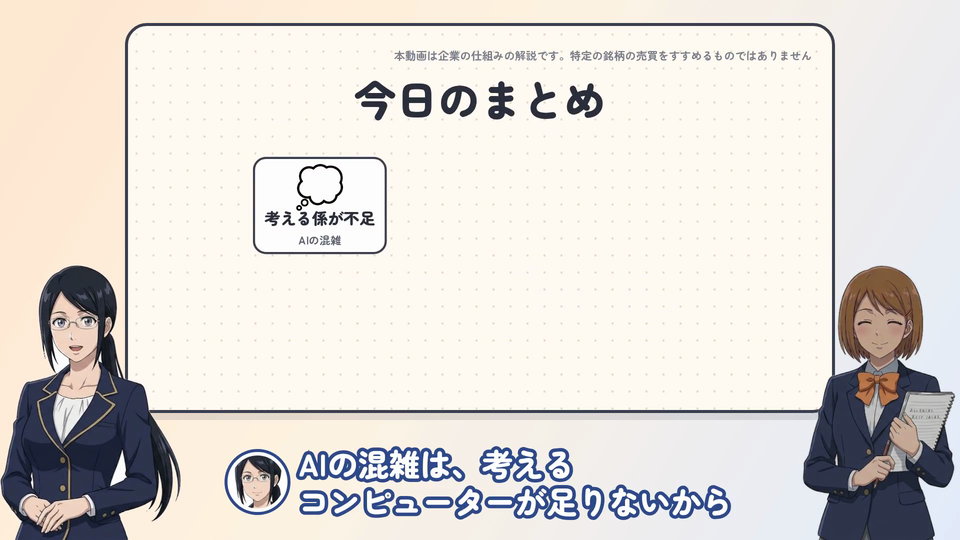 本動画は企業の仕組みの解説です。特定の銘柄の売買をすすめるものではありません
今日のまとめ
考える係が不足
AIの混雑
AIの混雑は、考える
コンピューターが足りないから